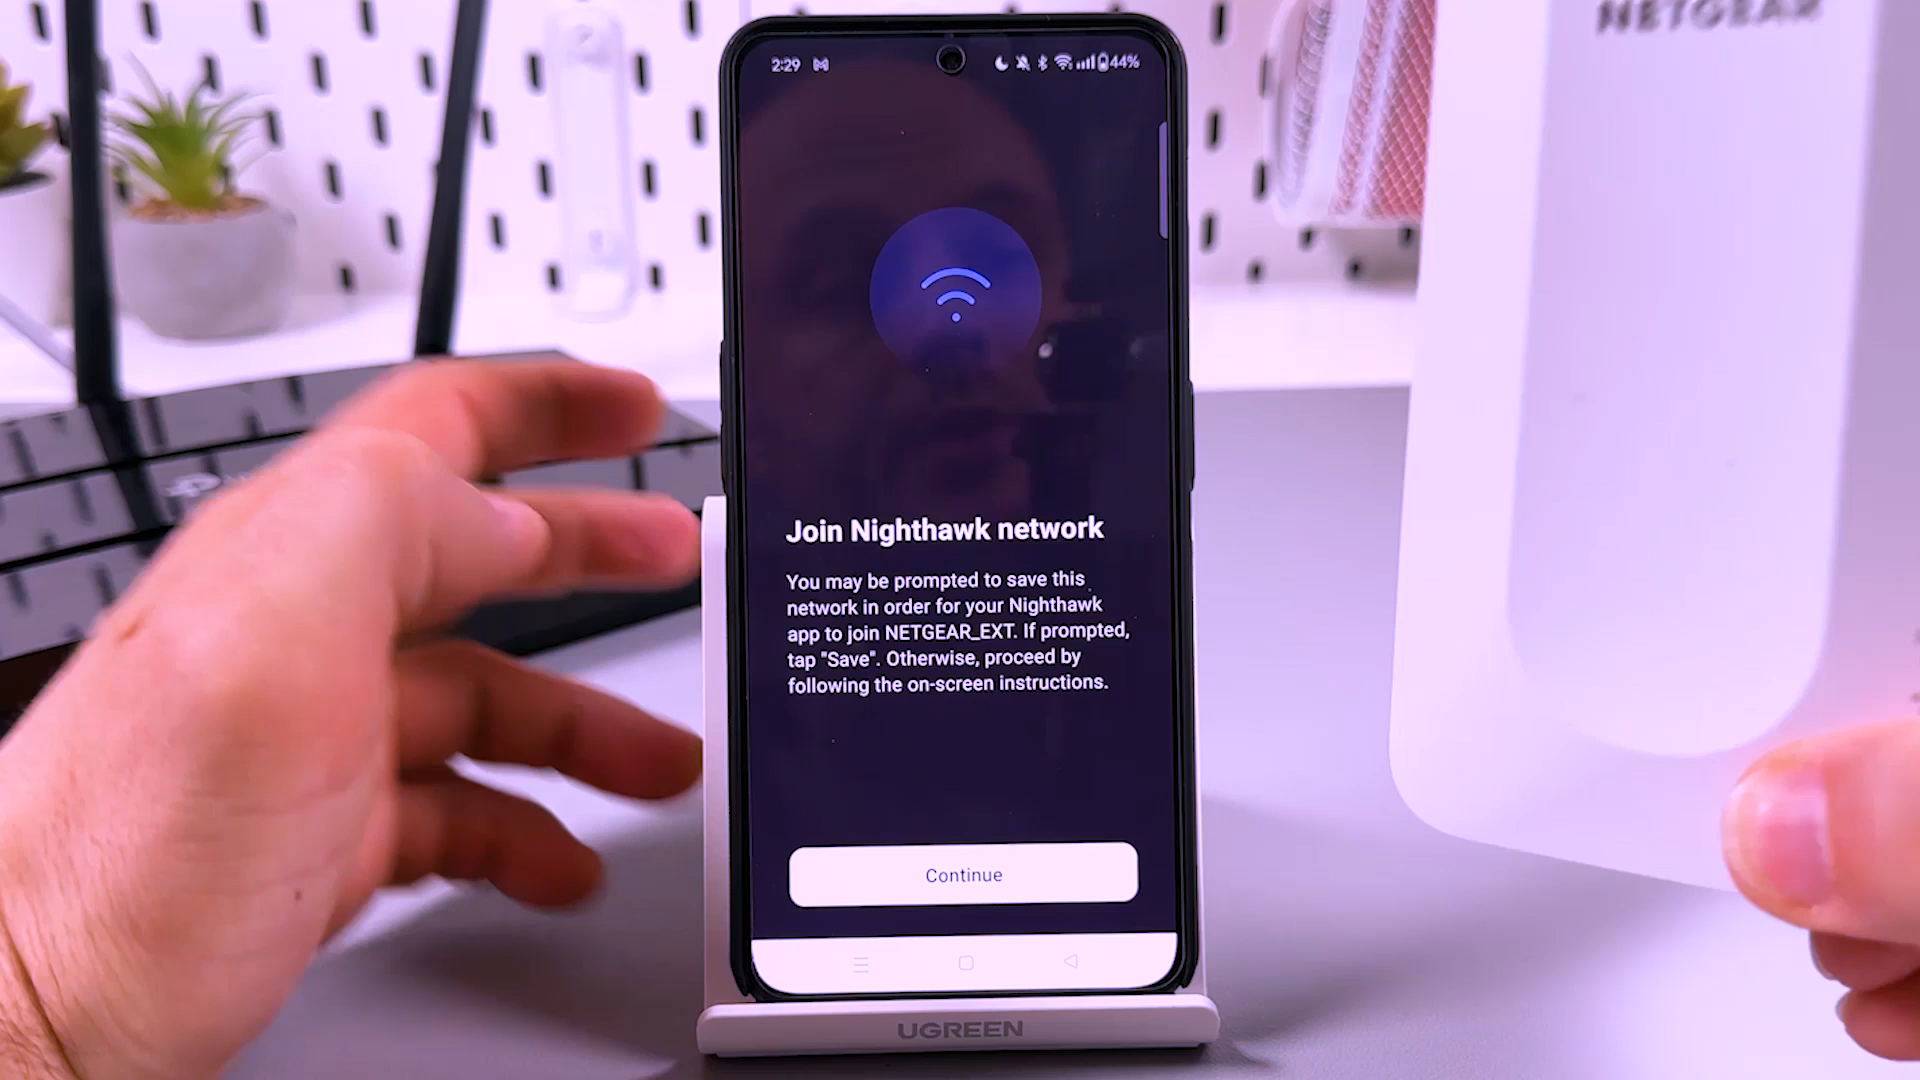 NETGEAR
2:29
44%
Join Nighthawk network
You may be prompted to save this
network in order for your Nighthawk
app to join NETGEAR_EXT. If prompted,
tap "Save". Otherwise, proceed by
following the on-screen instructions.
Continue
UGREEN